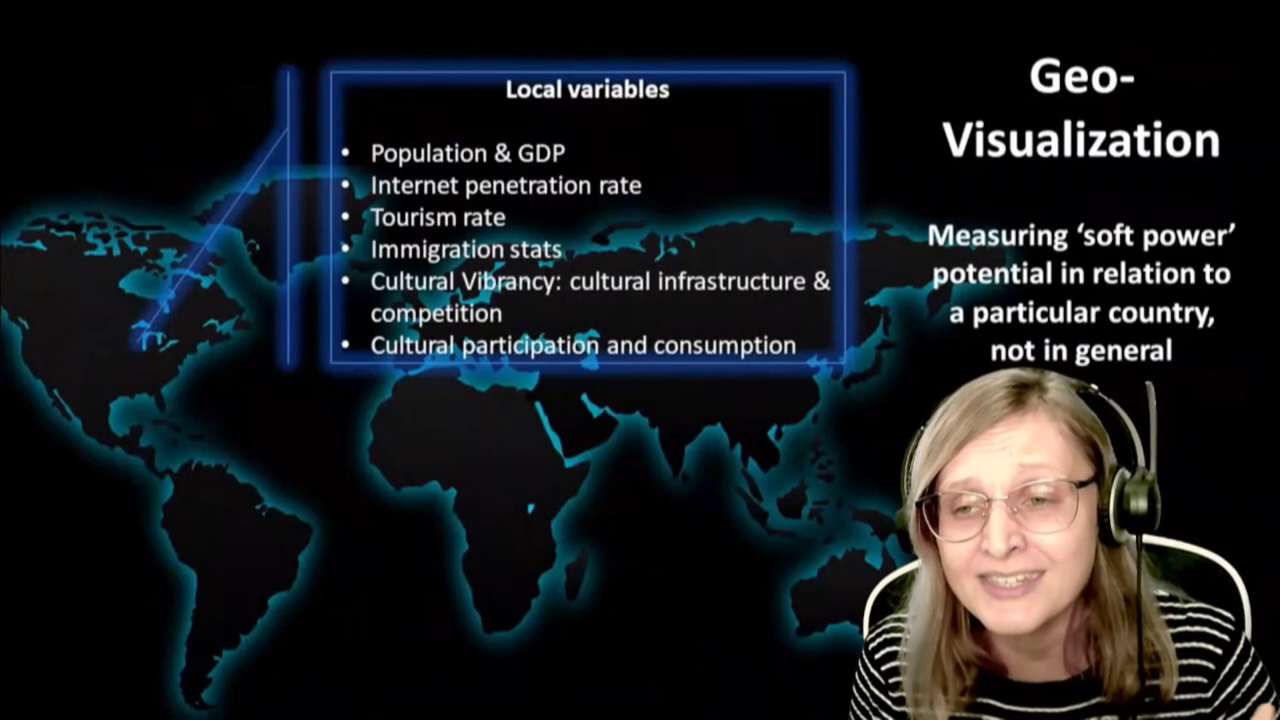 Local variables
• Population & GDP
• Internet penetration rate
• Tourism rate
• Immigration stats
• Cultural Vibrancy: cultural infrastructure &
competition
• Cultural participation and consumption
Geo-
Visualization
Measuring ‘soft power’
potential in relation to
a particular country,
not in general